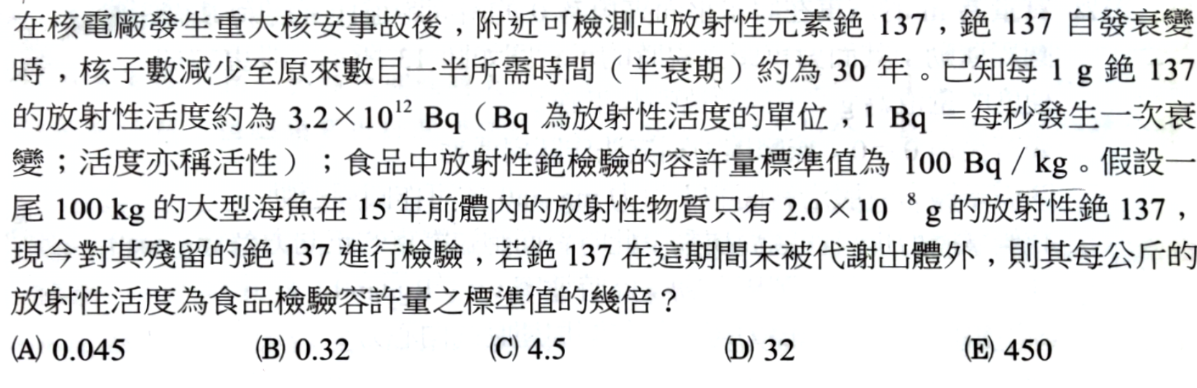 在核電廠發生重大核安事故後，附近可檢測出放射性元素銫 137，銫 137 自發衰變
時，核子數減少至原來數目一半所需時間（半衰期）約為 30 年。已知每 1 g 銫 137
的放射性活度約為 3.2×10¹² Bq（Bq 為放射性活度的單位，1 Bq＝每秒發生一次衰
變；活度亦稱活性）；食品中放射性銫檢驗的容許量標準值為 100 Bq／kg。假設一
尾 100 kg 的大型海魚在 15 年前體內的放射性物質只有 2.0×10 ⁸ g 的放射性銫 137，
現今對其殘留的銫 137 進行檢驗，若銫 137 在這期間未被代謝出體外，則其每公斤的
放射性活度為食品檢驗容許量之標準值的幾倍？
(A) 0.045 (B) 0.32 (C) 4.5 (D) 32 (E) 450